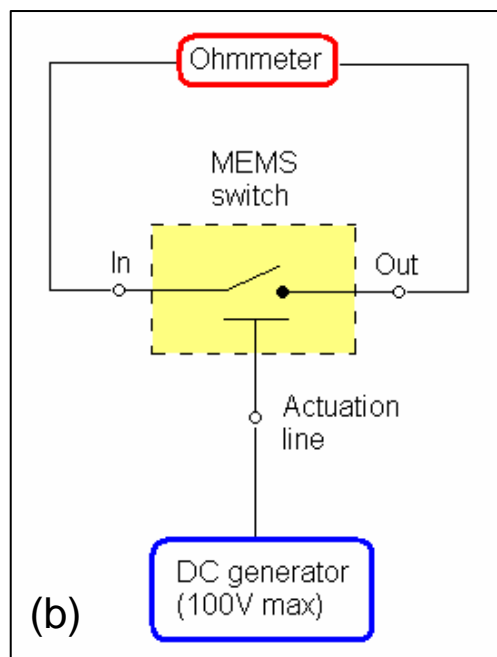 Ohmmeter
MEMS
switch
In
Out
Actuation
line
DC generator
(100V max)
(b)